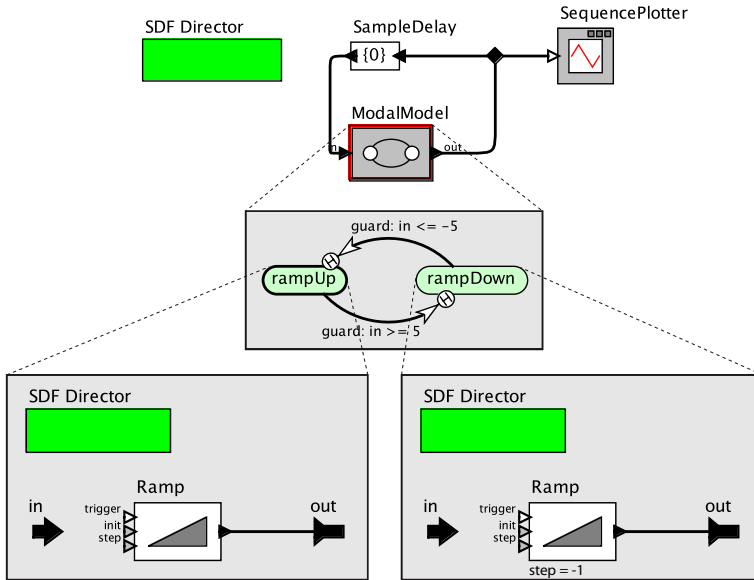 SequencePlotter
SDF Director
SampleDelay
{0}
ModalModel
in
out
guard: in <= -5
H
rampUp
rampDown
H
guard: in >= 5
SDF Director
SDF Director
Ramp
Ramp
in
trigger
init
step
out
in
trigger
init
step
out
step = -1